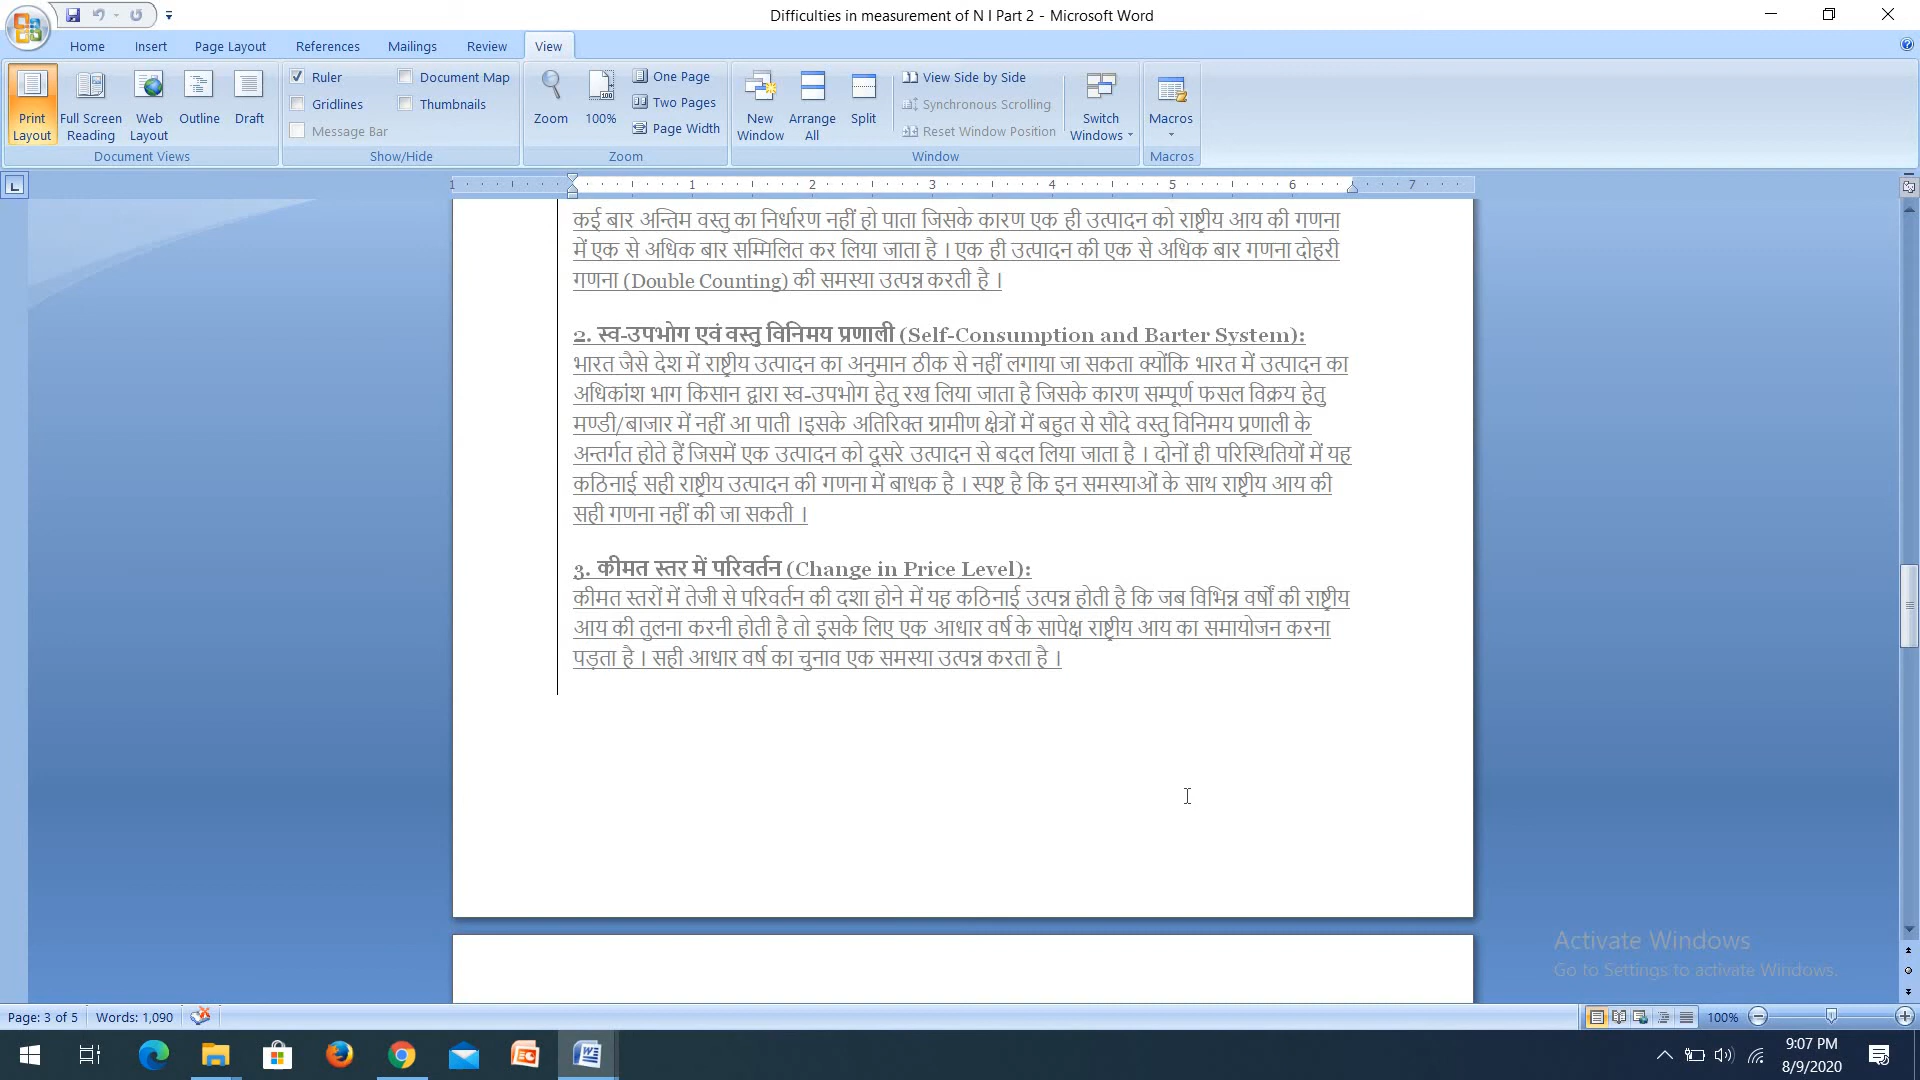 Difficulties in measurement of N I Part 2 - Microsoft Word
Home Insert Page Layout References Mailings Review View
Print Layout
Full Screen Reading
Web Layout
Outline
Draft
Document Views
Ruler
Gridlines
Message Bar
Document Map
Thumbnails
Show/Hide
Zoom
100%
One Page
Two Pages
Page Width
Zoom
New Window
Arrange All
Split
View Side by Side
Synchronous Scrolling
Reset Window Position
Switch Windows
Window
Macros
Macros
1 1 2 3 4 5 6 7
कई बार अन्तिम वस्तु का निर्धारण नहीं हो पाता जिसके कारण एक ही उत्पादन को राष्ट्रीय आय की गणना
में एक से अधिक बार सम्मिलित कर लिया जाता है । एक ही उत्पादन की एक से अधिक बार गणना दोहरी
गणना (Double Counting) की समस्या उत्पन्न करती है ।
2. स्व-उपभोग एवं वस्तु विनिमय प्रणाली (Self-Consumption and Barter System):
भारत जैसे देश में राष्ट्रीय उत्पादन का अनुमान ठीक से नहीं लगाया जा सकता क्योंकि भारत में उत्पादन का
अधिकांश भाग किसान द्वारा स्व-उपभोग हेतु रख लिया जाता है जिसके कारण सम्पूर्ण फसल विक्रय हेतु
मण्डी/बाजार में नहीं आ पाती ।इसके अतिरिक्त ग्रामीण क्षेत्रों में बहुत से सौदे वस्तु विनिमय प्रणाली के
अन्तर्गत होते हैं जिसमें एक उत्पादन को दूसरे उत्पादन से बदल लिया जाता है । दोनों ही परिस्थितियों में यह
कठिनाई सही राष्ट्रीय उत्पादन की गणना में बाधक है । स्पष्ट है कि इन समस्याओं के साथ राष्ट्रीय आय की
सही गणना नहीं की जा सकती ।
3. कीमत स्तर में परिवर्तन (Change in Price Level):
कीमत स्तरों में तेजी से परिवर्तन की दशा होने में यह कठिनाई उत्पन्न होती है कि जब विभिन्न वर्षों की राष्ट्रीय
आय की तुलना करनी होती है तो इसके लिए एक आधार वर्ष के सापेक्ष राष्ट्रीय आय का समायोजन करना
पड़ता है । सही आधार वर्ष का चुनाव एक समस्या उत्पन्न करता है ।
Activate Windows
Go to Settings to activate Windows.
Page: 3 of 5 Words: 1,090 100%
9:07 PM
8/9/2020